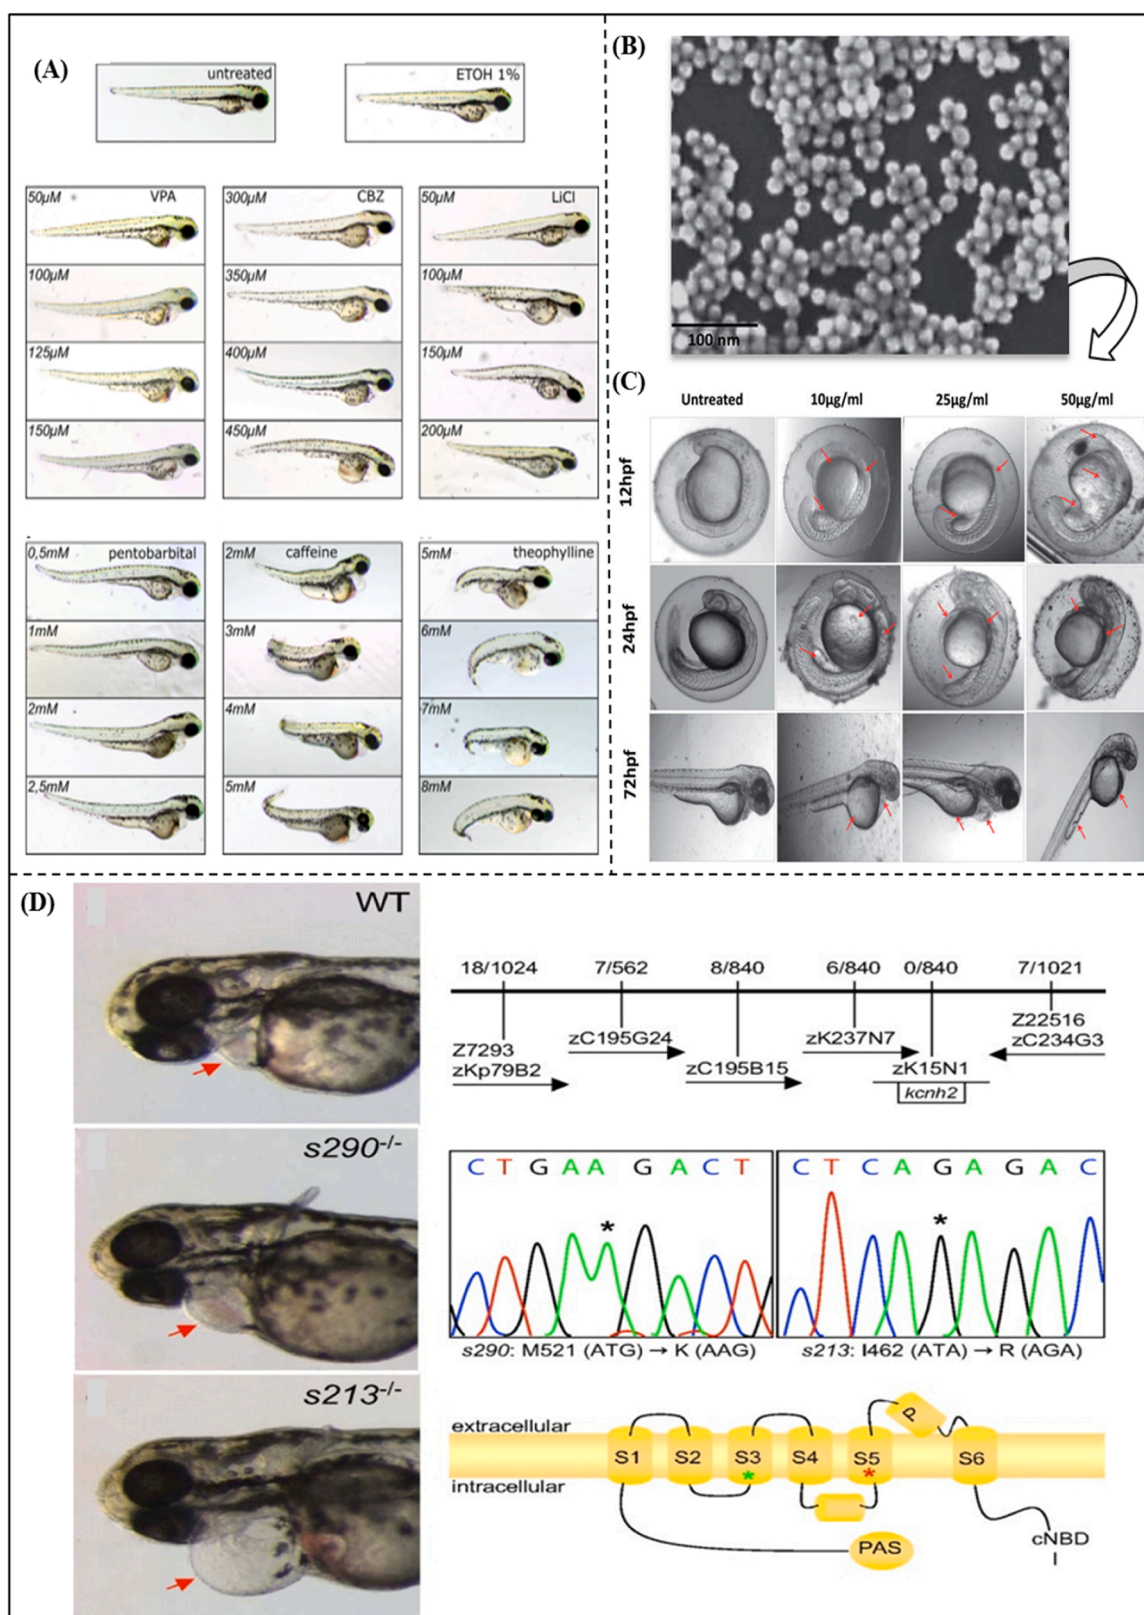 (A)
untreated
ETOH 1%
50µM VPA
300µM CBZ
50µM LiCl
100µM
350µM
100µM
125µM
400µM
150µM
150µM
450µM
200µM
0,5mM pentobarbital
2mM caffeine
5mM theophylline
1mM
3mM
6mM
2mM
4mM
7mM
2,5mM
5mM
8mM
(B)
100 nm
(C)
Untreated 10µg/ml 25µg/ml 50µg/ml
12hpf
24hpf
72hpf
(D)
WT
s290-/-
s213-/-
18/1024 7/562 8/840 6/840 0/840 7/1021
Z7293
zKp79B2
zC195G24
zC195B15
zK237N7
zK15N1
kcnh2
Z22516
zC234G3
C T G A A G A C T
*
s290: M521 (ATG) → K (AAG)
C T C A G A G A C
*
s213: I462 (ATA) → R (AGA)
extracellular
intracellular
S1 S2 S3 S4 S5 P S6
* *
PAS
cNBD
I